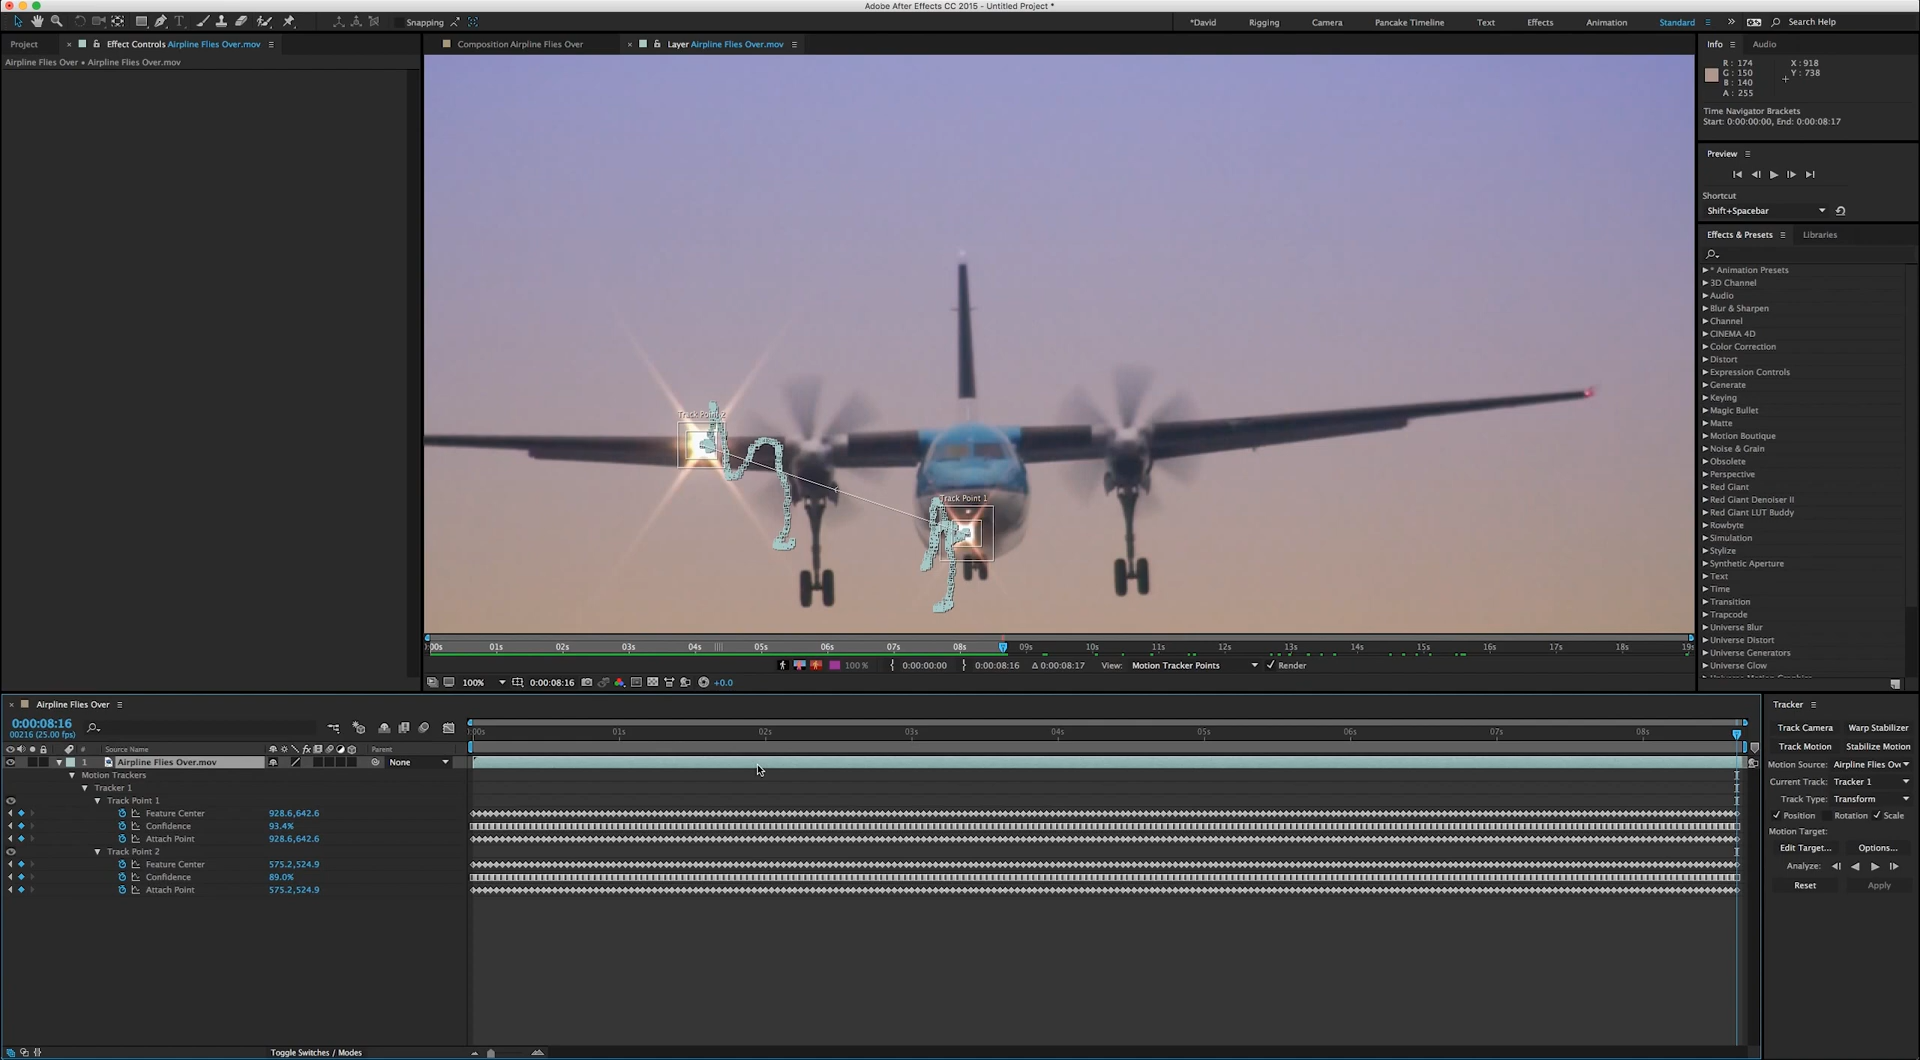 Adobe After Effects CC 2015 - Untitled Project *
Snapping
*David
Rigging
Camera
Pancake Timeline
Text
Effects
Animation
Standard
Search Help
Project
Effect Controls Airpline Flies Over.mov
Airpline Flies Over • Airpline Flies Over.mov
Composition Airpline Flies Over
Layer Airpline Flies Over.mov
Info
Audio
R : 174
G : 150
B : 140
A : 255
X : 918
Y : 738
Time Navigator Brackets
Start: 0:00:00:00, End: 0:00:08:17
Preview
Shortcut
Shift+Spacebar
Effects & Presets
Libraries
* Animation Presets
3D Channel
Audio
Blur & Sharpen
Channel
CINEMA 4D
Color Correction
Distort
Expression Controls
Generate
Keying
Magic Bullet
Matte
Motion Boutique
Noise & Grain
Obsolete
Perspective
Red Giant
Red Giant Denoiser II
Red Giant LUT Buddy
Rowbyte
Simulation
Stylize
Synthetic Aperture
Text
Time
Transition
Trapcode
Universe Blur
Universe Distort
Universe Generators
Universe Glow
Track Point 2
Track Point 1
:00s 01s 02s 03s 04s 05s 06s 07s 08s 09s 10s 11s 12s 13s 14s 15s 16s 17s 18s 19s
100 %
0:00:00:00
0:00:08:16
Δ 0:00:08:17
View: Motion Tracker Points
Render
100%
0:00:08:16
+0.0
Airpline Flies Over
0:00:08:16
00216 (25.00 fps)
:00s 01s 02s 03s 04s 05s 06s 07s 08s
# Source Name
Parent
1 Airpline Flies Over.mov
None
Motion Trackers
Tracker 1
Track Point 1
Feature Center 928.6,642.6
Confidence 93.4%
Attach Point 928.6,642.6
Track Point 2
Feature Center 575.2,524.9
Confidence 89.0%
Attach Point 575.2,524.9
Toggle Switches / Modes
Tracker
Track Camera
Warp Stabilizer
Track Motion
Stabilize Motion
Motion Source: Airpline Flies Ov
Current Track: Tracker 1
Track Type: Transform
Position Rotation Scale
Motion Target:
Edit Target...
Options...
Analyze:
Reset
Apply